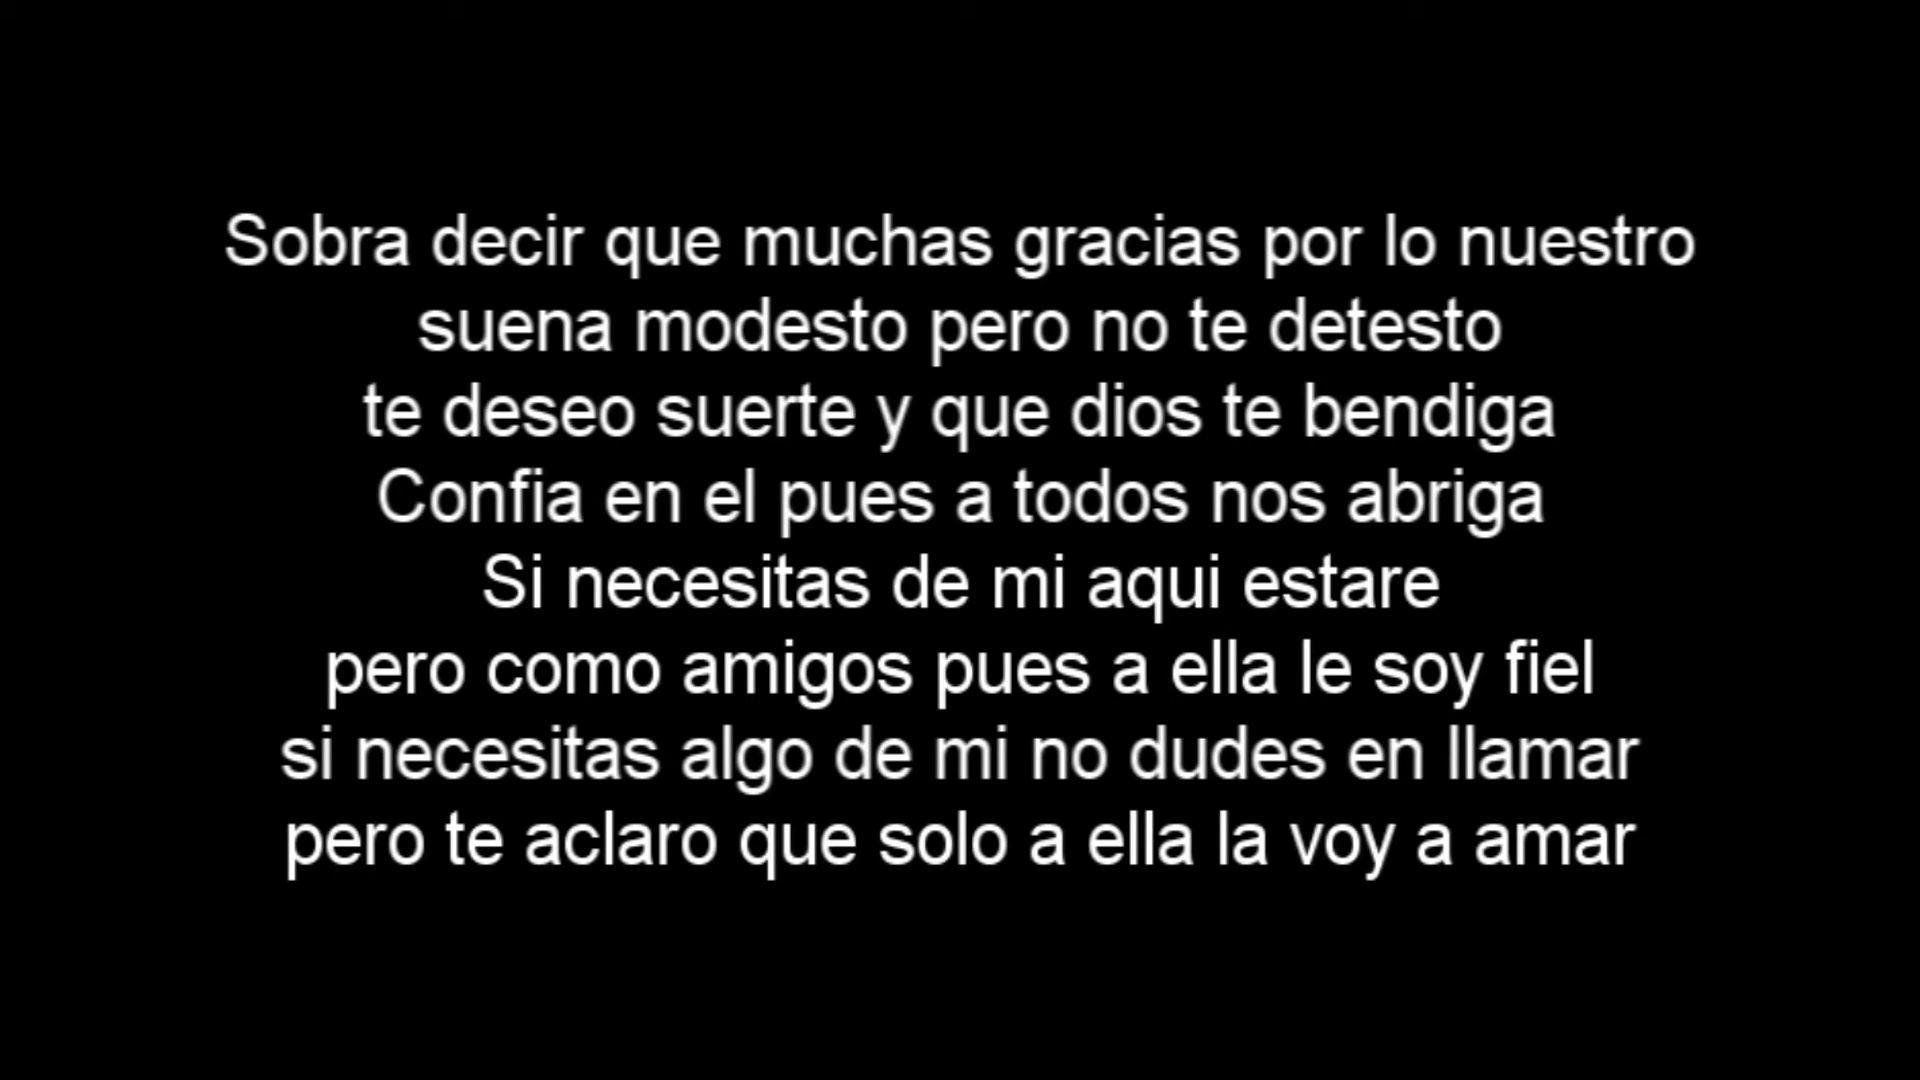 Sobra decir que muchas gracias por lo nuestro
suena modesto pero no te detesto
te deseo suerte y que dios te bendiga
Confia en el pues a todos nos abriga
Si necesitas de mi aqui estare
pero como amigos pues a ella le soy fiel
si necesitas algo de mi no dudes en llamar
pero te aclaro que solo a ella la voy a amar